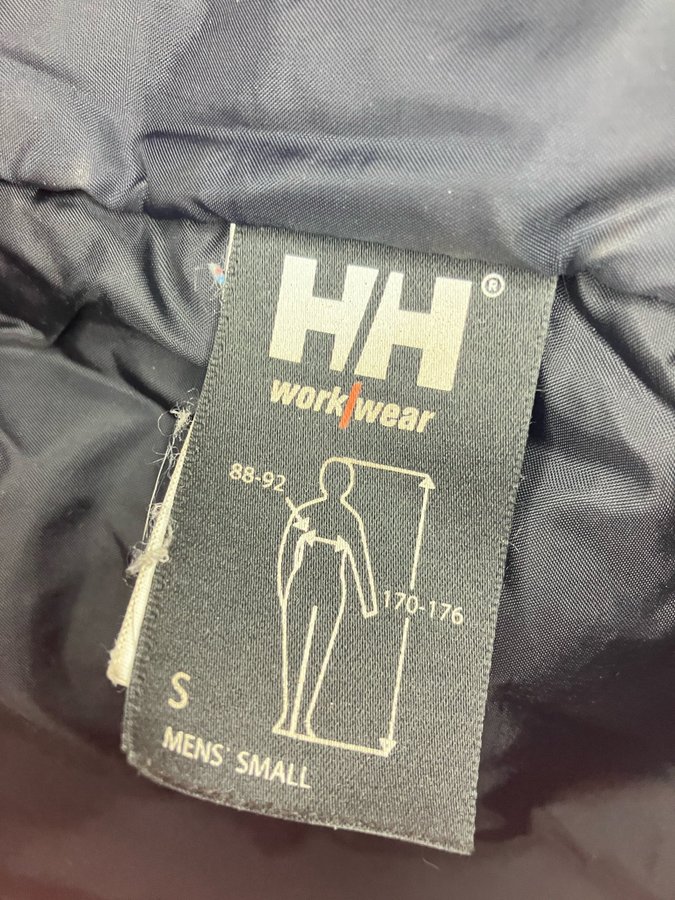 HH®
work/wear
88-92
170-176
S
MENS' SMALL